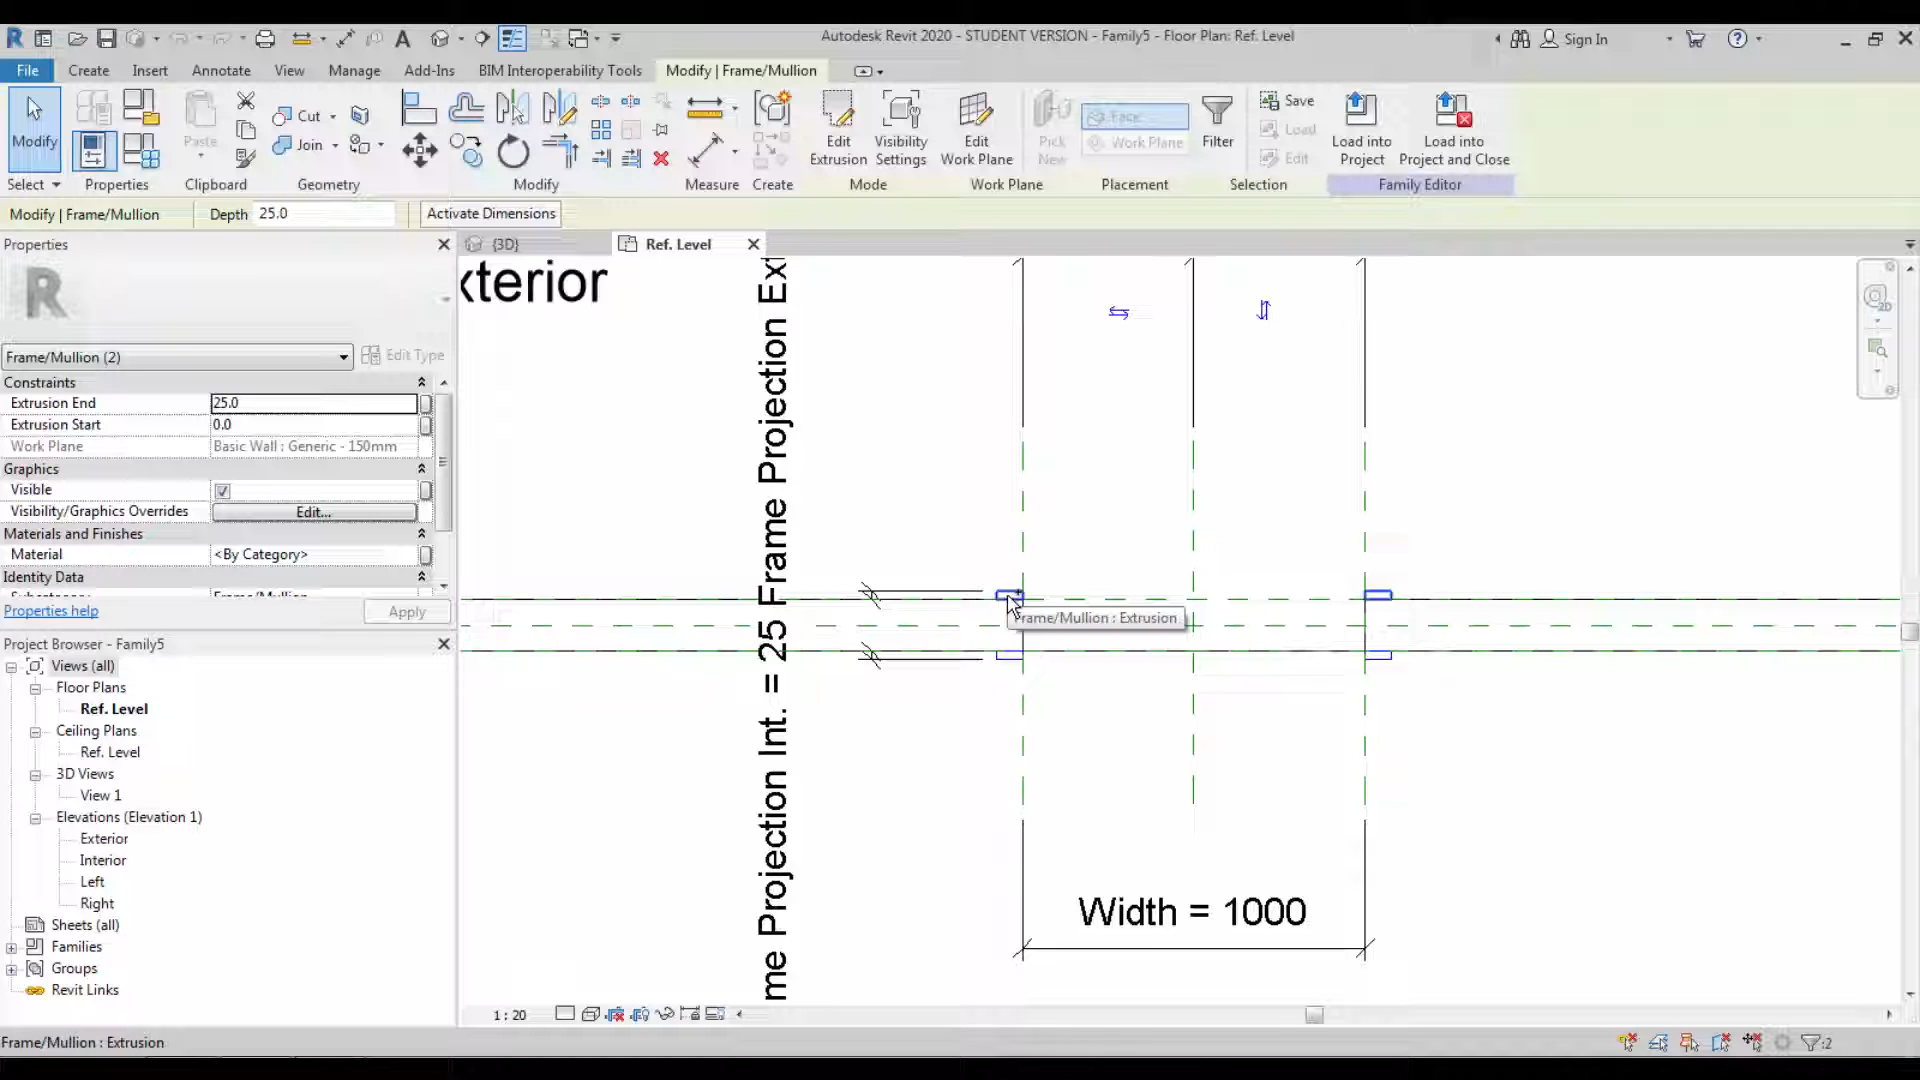 Autodesk Revit 2020 - STUDENT VERSION - Family5 - Floor Plan: Ref. Level
Sign In
File Create Insert Annotate View Manage Add-Ins BIM Interoperability Tools Modify | Frame/Mullion
Modify
Paste
Cut
Join
Edit Extrusion
Visibility Settings
Edit Work Plane
Pick New
Face
Work Plane
Filter
Save
Load
Edit
Load into Project
Load into Project and Close
Select Properties Clipboard Geometry Modify Measure Create Mode Work Plane Placement Selection Family Editor
Modify | Frame/Mullion Depth 25.0 Activate Dimensions
Properties
{3D}
Ref. Level
R
Frame/Mullion (2)
Edit Type
Constraints
Extrusion End 25.0
Extrusion Start 0.0
Work Plane Basic Wall : Generic - 150mm
Graphics
Visible
Visibility/Graphics Overrides Edit...
Materials and Finishes
Material <By Category>
Identity Data
Properties help
Apply
Project Browser - Family5
Views (all)
Floor Plans
Ref. Level
Ceiling Plans
Ref. Level
3D Views
View 1
Elevations (Elevation 1)
Exterior
Interior
Left
Right
Sheets (all)
Families
Groups
Revit Links
xterior
Frame Projection Ext
me Projection Int. = 25
Frame/Mullion : Extrusion
Width = 1000
1 : 20
Frame/Mullion : Extrusion
:2